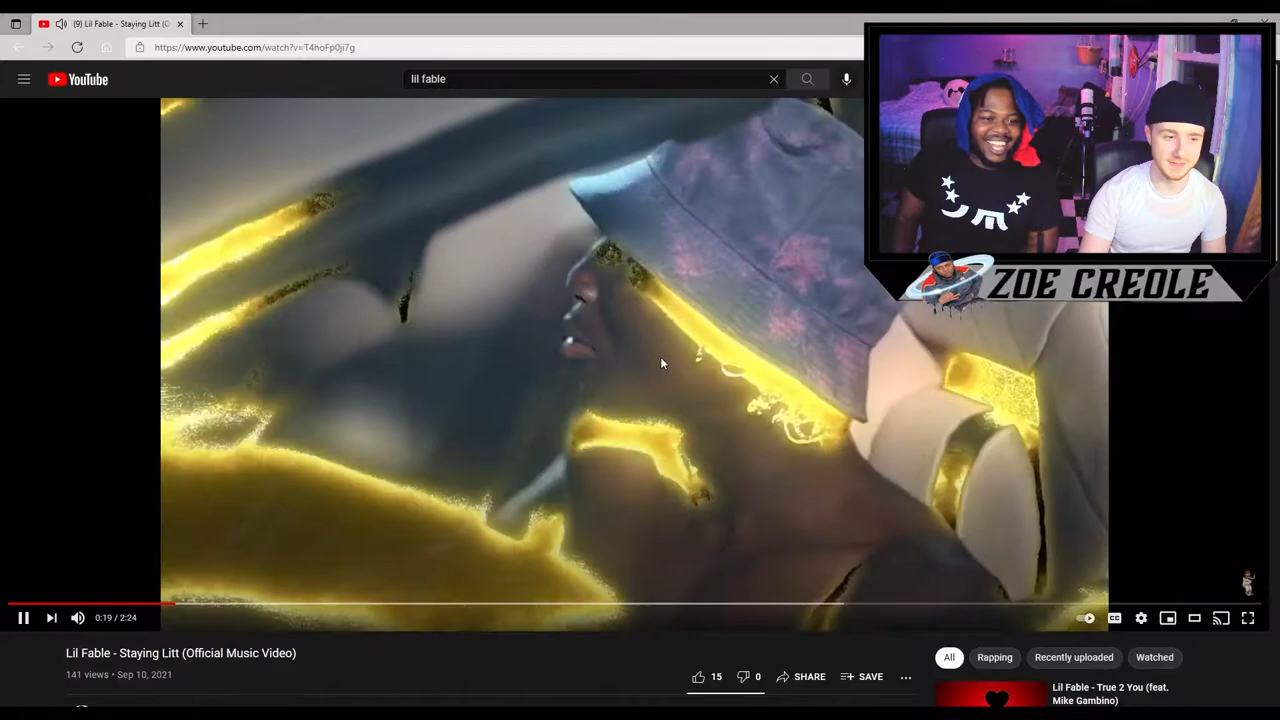 (9) Lil Fable - Staying Litt (O
https://www.youtube.com/watch?v=T4hoFp0ji7g
YouTube
lil fable
ZOE CREOLE
0:19 / 2:24
CC
Lil Fable - Staying Litt (Official Music Video)
141 views • Sep 10, 2021
15
0
SHARE
SAVE
All
Rapping
Recently uploaded
Watched
Lil Fable - True 2 You (feat.
Mike Gambino)